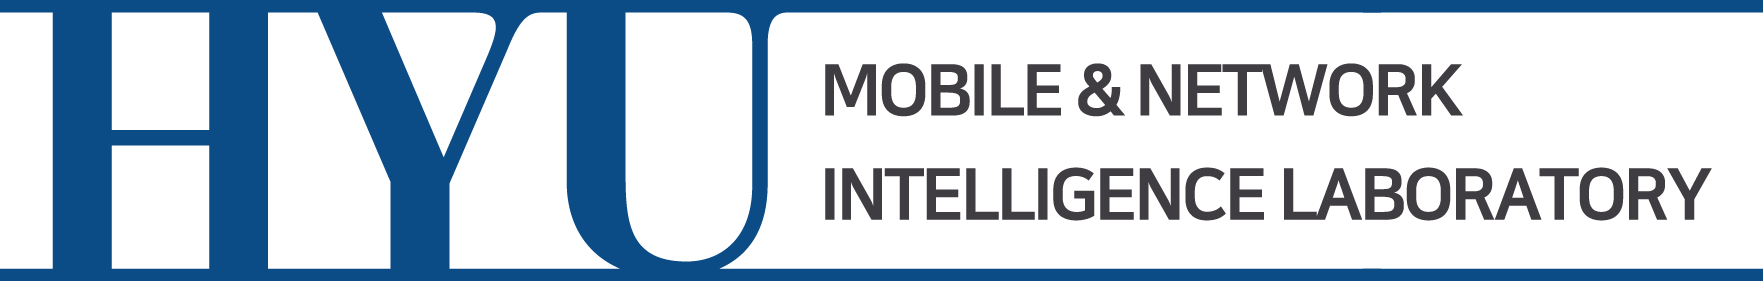 HYU
MOBILE & NETWORK
INTELLIGENCE LABORATORY